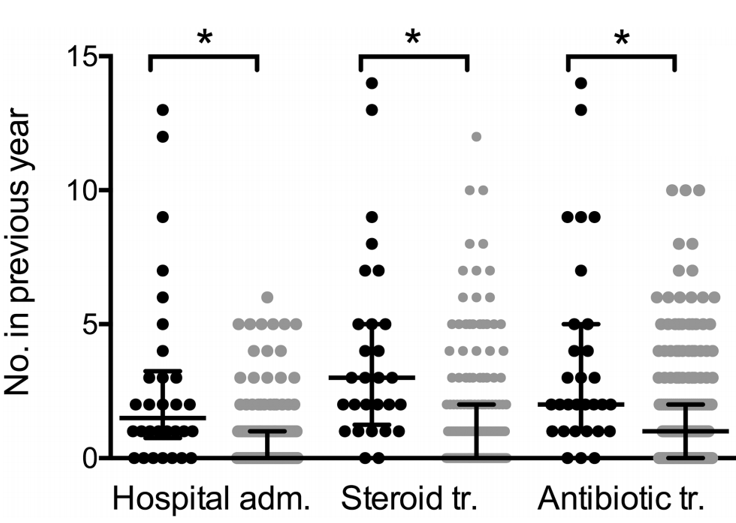 * * *
15
10
5
0
No. in previous year
Hospital adm. Steroid tr. Antibiotic tr.